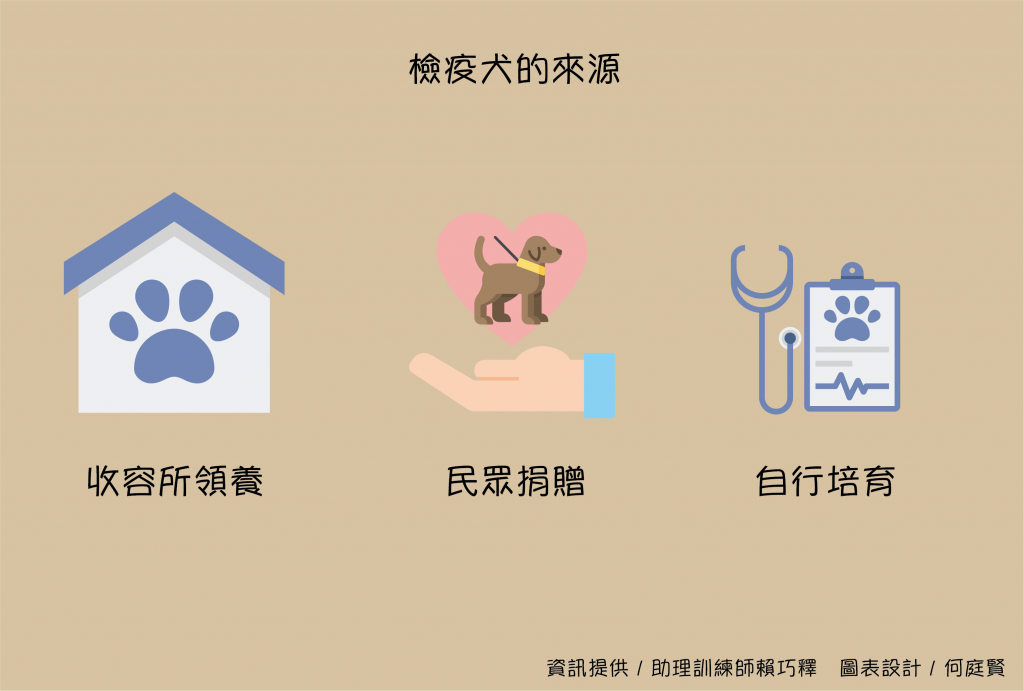 檢疫犬的來源
收容所領養
民眾捐贈
自行培育
資訊提供 / 助理訓練師賴巧釋　圖表設計 / 何庭賢